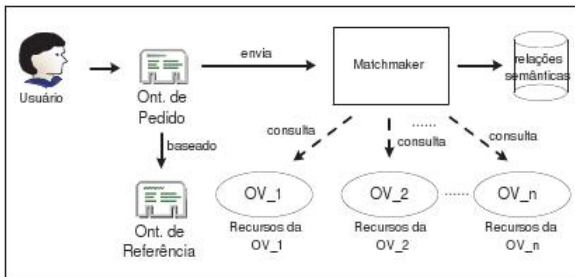 Usuário
Ont. de
Pedido
envia
Matchmaker
relações
semânticas
baseado
consulta
......
consulta
consulta
Ont. de
Referência
OV_1
OV_2
......
OV_n
Recursos da
OV_1
Recursos da
OV_2
Recursos da
OV_n